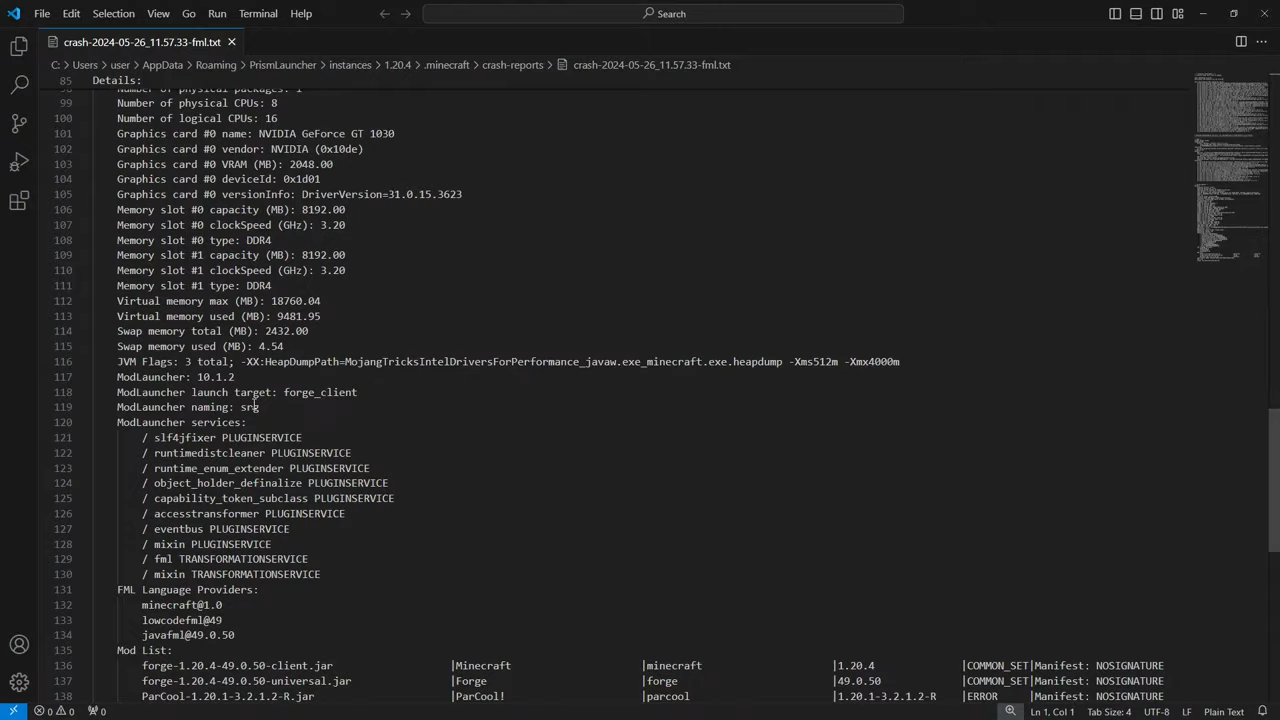 File Edit Selection View Go Run Terminal Help Search
crash-2024-05-26_11.57.33-fml.txt
C: > Users > user > AppData > Roaming > PrismLauncher > instances > 1.20.4 > .minecraft > crash-reports > crash-2024-05-26_11.57.33-fml.txt
85 Details:
98 Number of physical packages: 1
99 Number of physical CPUs: 8
100 Number of logical CPUs: 16
101 Graphics card #0 name: NVIDIA GeForce GT 1030
102 Graphics card #0 vendor: NVIDIA (0x10de)
103 Graphics card #0 VRAM (MB): 2048.00
104 Graphics card #0 deviceId: 0x1d01
105 Graphics card #0 versionInfo: DriverVersion=31.0.15.3623
106 Memory slot #0 capacity (MB): 8192.00
107 Memory slot #0 clockSpeed (GHz): 3.20
108 Memory slot #0 type: DDR4
109 Memory slot #1 capacity (MB): 8192.00
110 Memory slot #1 clockSpeed (GHz): 3.20
111 Memory slot #1 type: DDR4
112 Virtual memory max (MB): 18760.04
113 Virtual memory used (MB): 9481.95
114 Swap memory total (MB): 2432.00
115 Swap memory used (MB): 4.54
116 JVM Flags: 3 total; -XX:HeapDumpPath=MojangTricksIntelDriversForPerformance_javaw.exe_minecraft.exe.heapdump -Xms512m -Xmx4000m
117 ModLauncher: 10.1.2
118 ModLauncher launch target: forge_client
119 ModLauncher naming: srg
120 ModLauncher services:
121 / slf4jfixer PLUGINSERVICE
122 / runtimedistcleaner PLUGINSERVICE
123 / runtime_enum_extender PLUGINSERVICE
124 / object_holder_definalize PLUGINSERVICE
125 / capability_token_subclass PLUGINSERVICE
126 / accesstransformer PLUGINSERVICE
127 / eventbus PLUGINSERVICE
128 / mixin PLUGINSERVICE
129 / fml TRANSFORMATIONSERVICE
130 / mixin TRANSFORMATIONSERVICE
131 FML Language Providers:
132 minecraft@1.0
133 lowcodefml@49
134 javafml@49.0.50
135 Mod List:
136 forge-1.20.4-49.0.50-client.jar |Minecraft |minecraft |1.20.4 |COMMON_SET|Manifest: NOSIGNATURE
137 forge-1.20.4-49.0.50-universal.jar |Forge |forge |49.0.50 |COMMON_SET|Manifest: NOSIGNATURE
138 ParCool-1.20.1-3.2.1.2-R.jar |ParCool! |parcool |1.20.1-3.2.1.2-R |ERROR |Manifest: NOSIGNATURE
0 0 0 Ln 1, Col 1 Tab Size: 4 UTF-8 LF Plain Text